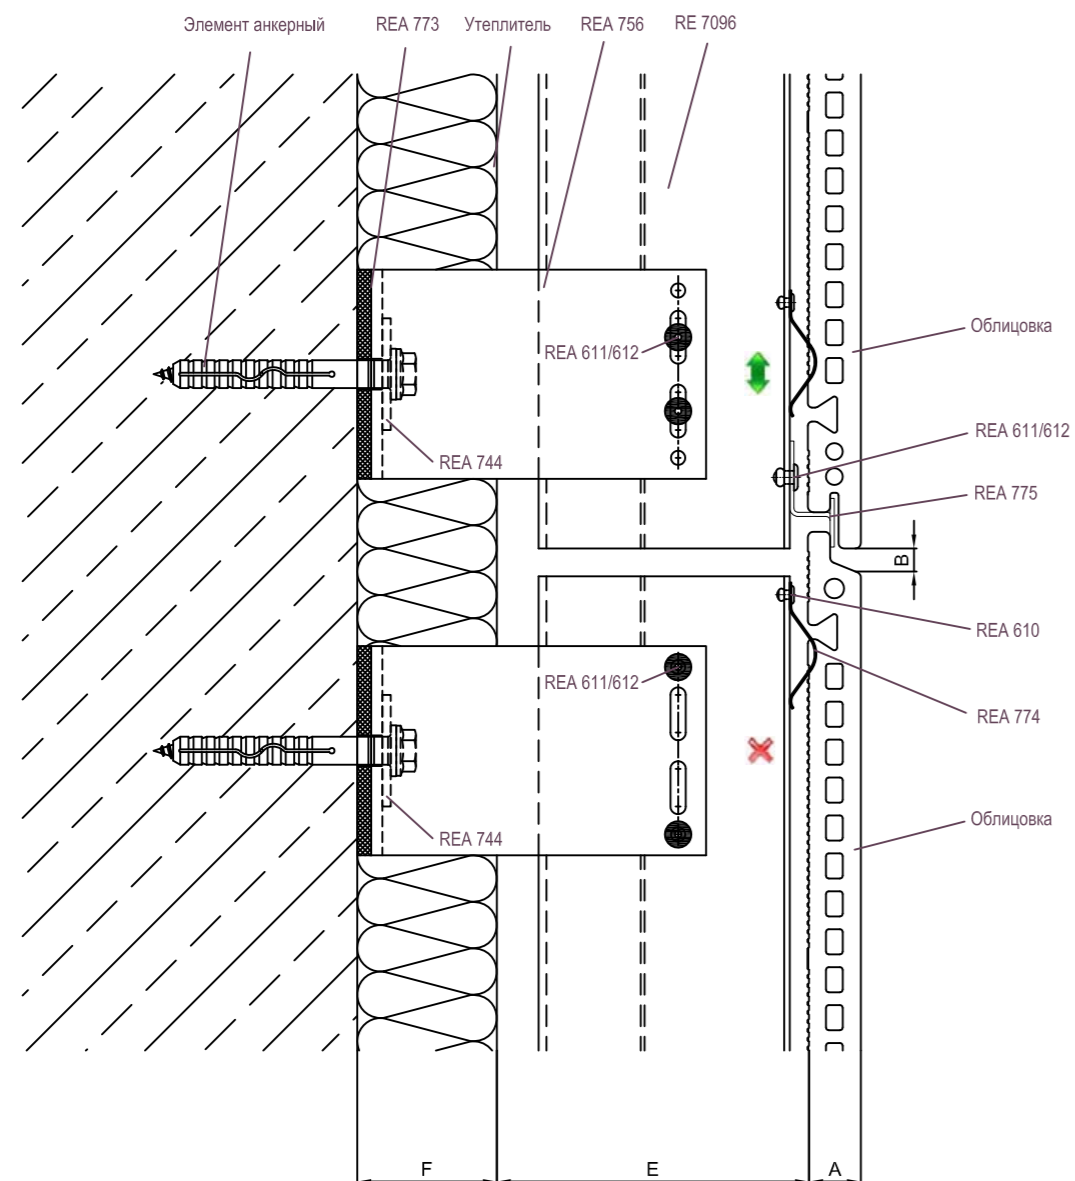 Элемент анкерный
REA 773
Утеплитель
REA 756
RE 7096
Облицовка
REA 611/612
REA 611/612
REA 744
REA 775
B
REA 610
REA 611/612
REA 774
REA 744
Облицовка
F
E
A